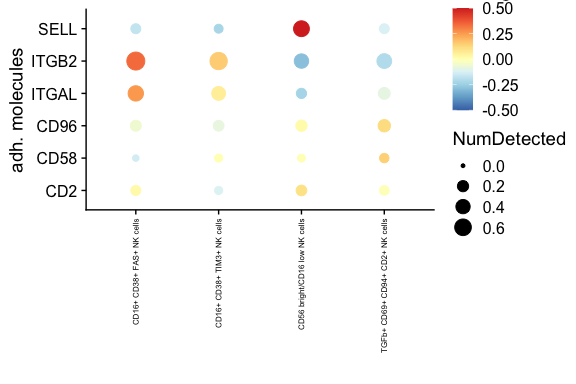 adh. molecules
SELL
ITGB2
ITGAL
CD96
CD58
CD2
CD16+ CD38+ FAS+ NK cells
CD16+ CD38+ TIM3+ NK cells
CD56 bright/CD16 low NK cells
TGFb+ CD69+ CD94+ CD2+ NK cells
0.50
0.25
0.00
-0.25
-0.50
NumDetected
0.0
0.2
0.4
0.6